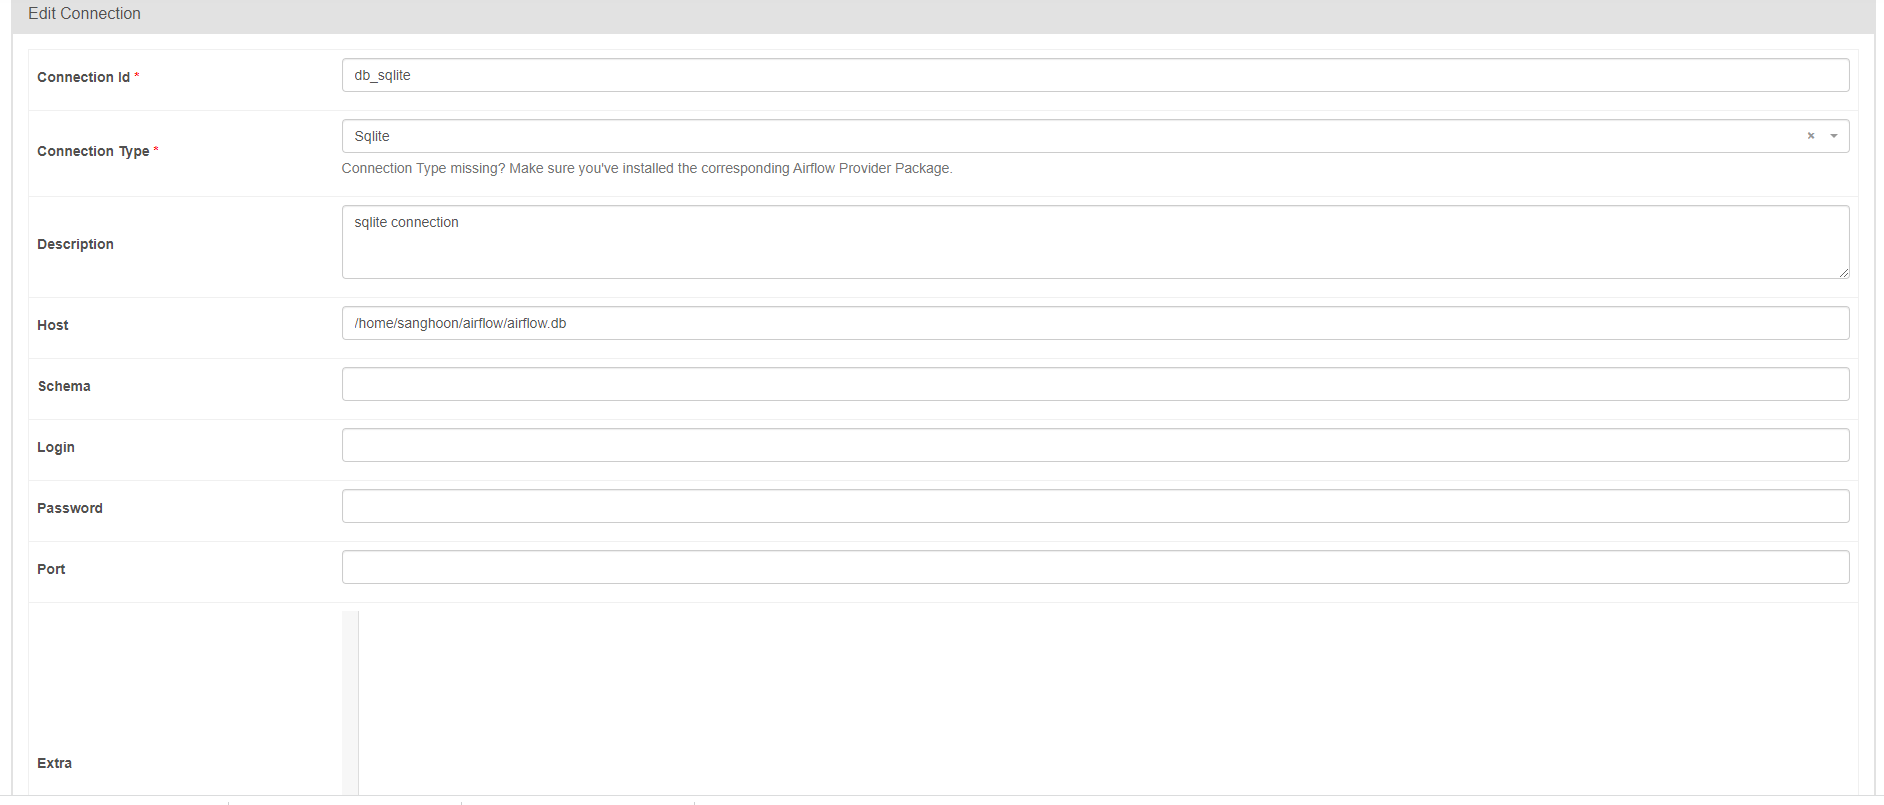 Edit Connection
Connection Id *
db_sqlite
Connection Type *
Sqlite
Connection Type missing? Make sure you've installed the corresponding Airflow Provider Package.
Description
sqlite connection
Host
/home/sanghoon/airflow/airflow.db
Schema
Login
Password
Port
Extra